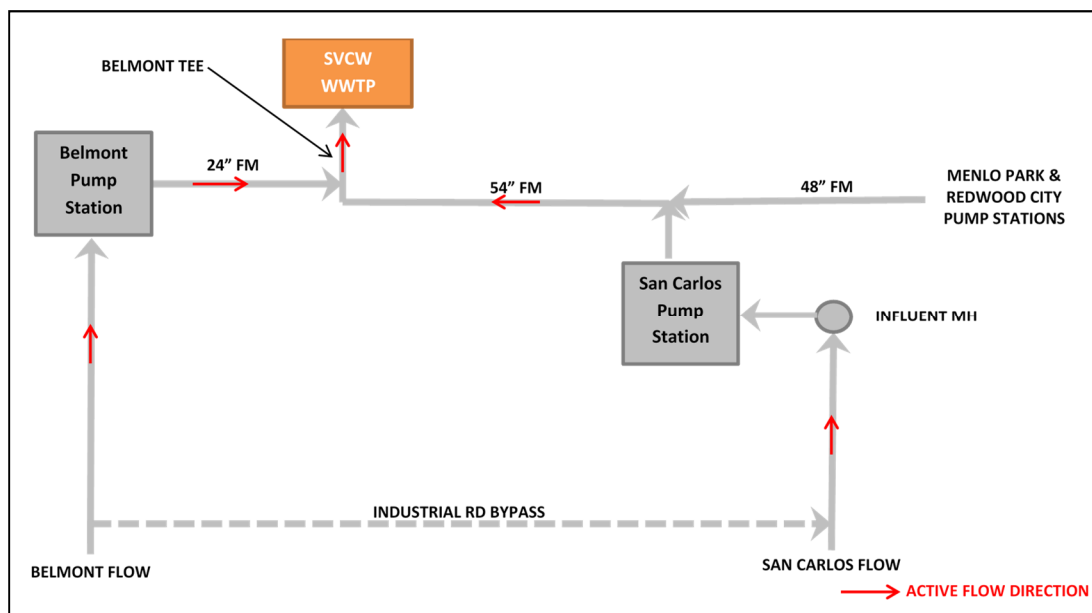 SVCW
WWTP
BELMONT TEE
Belmont
Pump
Station
24” FM
54” FM
48” FM
MENLO PARK &
REDWOOD CITY
PUMP STATIONS
San Carlos
Pump
Station
INFLUENT MH
INDUSTRIAL RD BYPASS
BELMONT FLOW
SAN CARLOS FLOW
ACTIVE FLOW DIRECTION